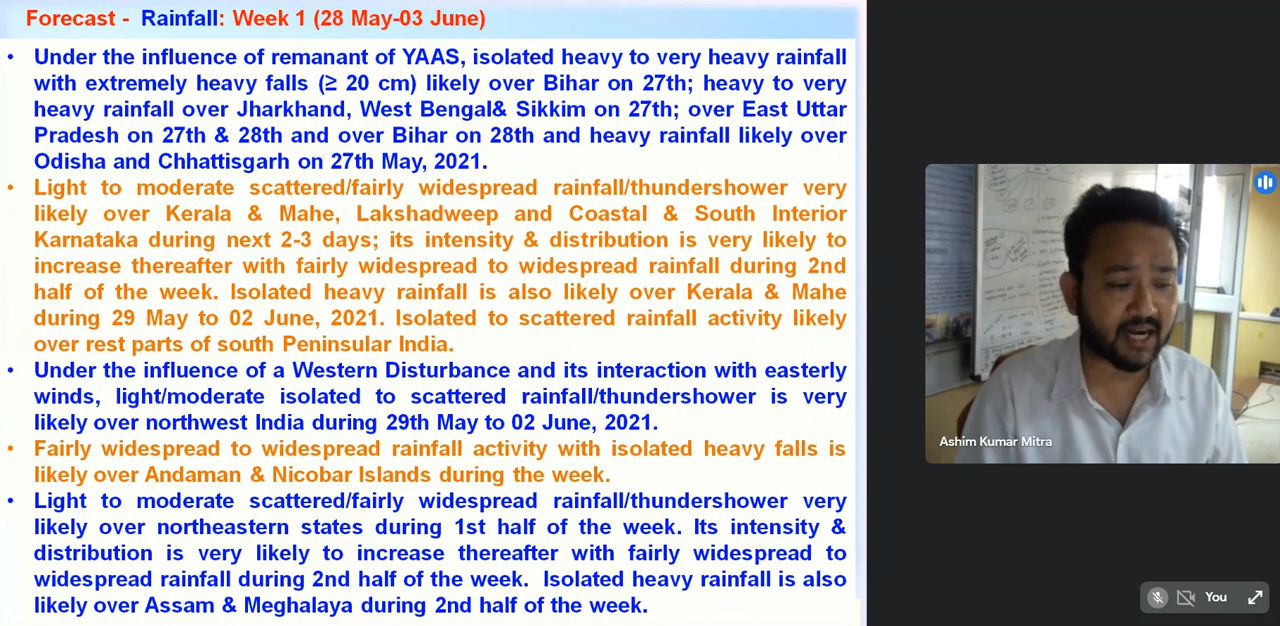 Forecast - Rainfall: Week 1 (28 May-03 June)
• Under the influence of remanant of YAAS, isolated heavy to very heavy rainfall
with extremely heavy falls (≥ 20 cm) likely over Bihar on 27th; heavy to very
heavy rainfall over Jharkhand, West Bengal& Sikkim on 27th; over East Uttar
Pradesh on 27th & 28th and over Bihar on 28th and heavy rainfall likely over
Odisha and Chhattisgarh on 27th May, 2021.
• Light to moderate scattered/fairly widespread rainfall/thundershower very
likely over Kerala & Mahe, Lakshadweep and Coastal & South Interior
Karnataka during next 2-3 days; its intensity & distribution is very likely to
increase thereafter with fairly widespread to widespread rainfall during 2nd
half of the week. Isolated heavy rainfall is also likely over Kerala & Mahe
during 29 May to 02 June, 2021. Isolated to scattered rainfall activity likely
over rest parts of south Peninsular India.
• Under the influence of a Western Disturbance and its interaction with easterly
winds, light/moderate isolated to scattered rainfall/thundershower is very
likely over northwest India during 29th May to 02 June, 2021.
• Fairly widespread to widespread rainfall activity with isolated heavy falls is
likely over Andaman & Nicobar Islands during the week.
• Light to moderate scattered/fairly widespread rainfall/thundershower very
likely over northeastern states during 1st half of the week. Its intensity &
distribution is very likely to increase thereafter with fairly widespread to
widespread rainfall during 2nd half of the week. Isolated heavy rainfall is also
likely over Assam & Meghalaya during 2nd half of the week.
Ashim Kumar Mitra
You